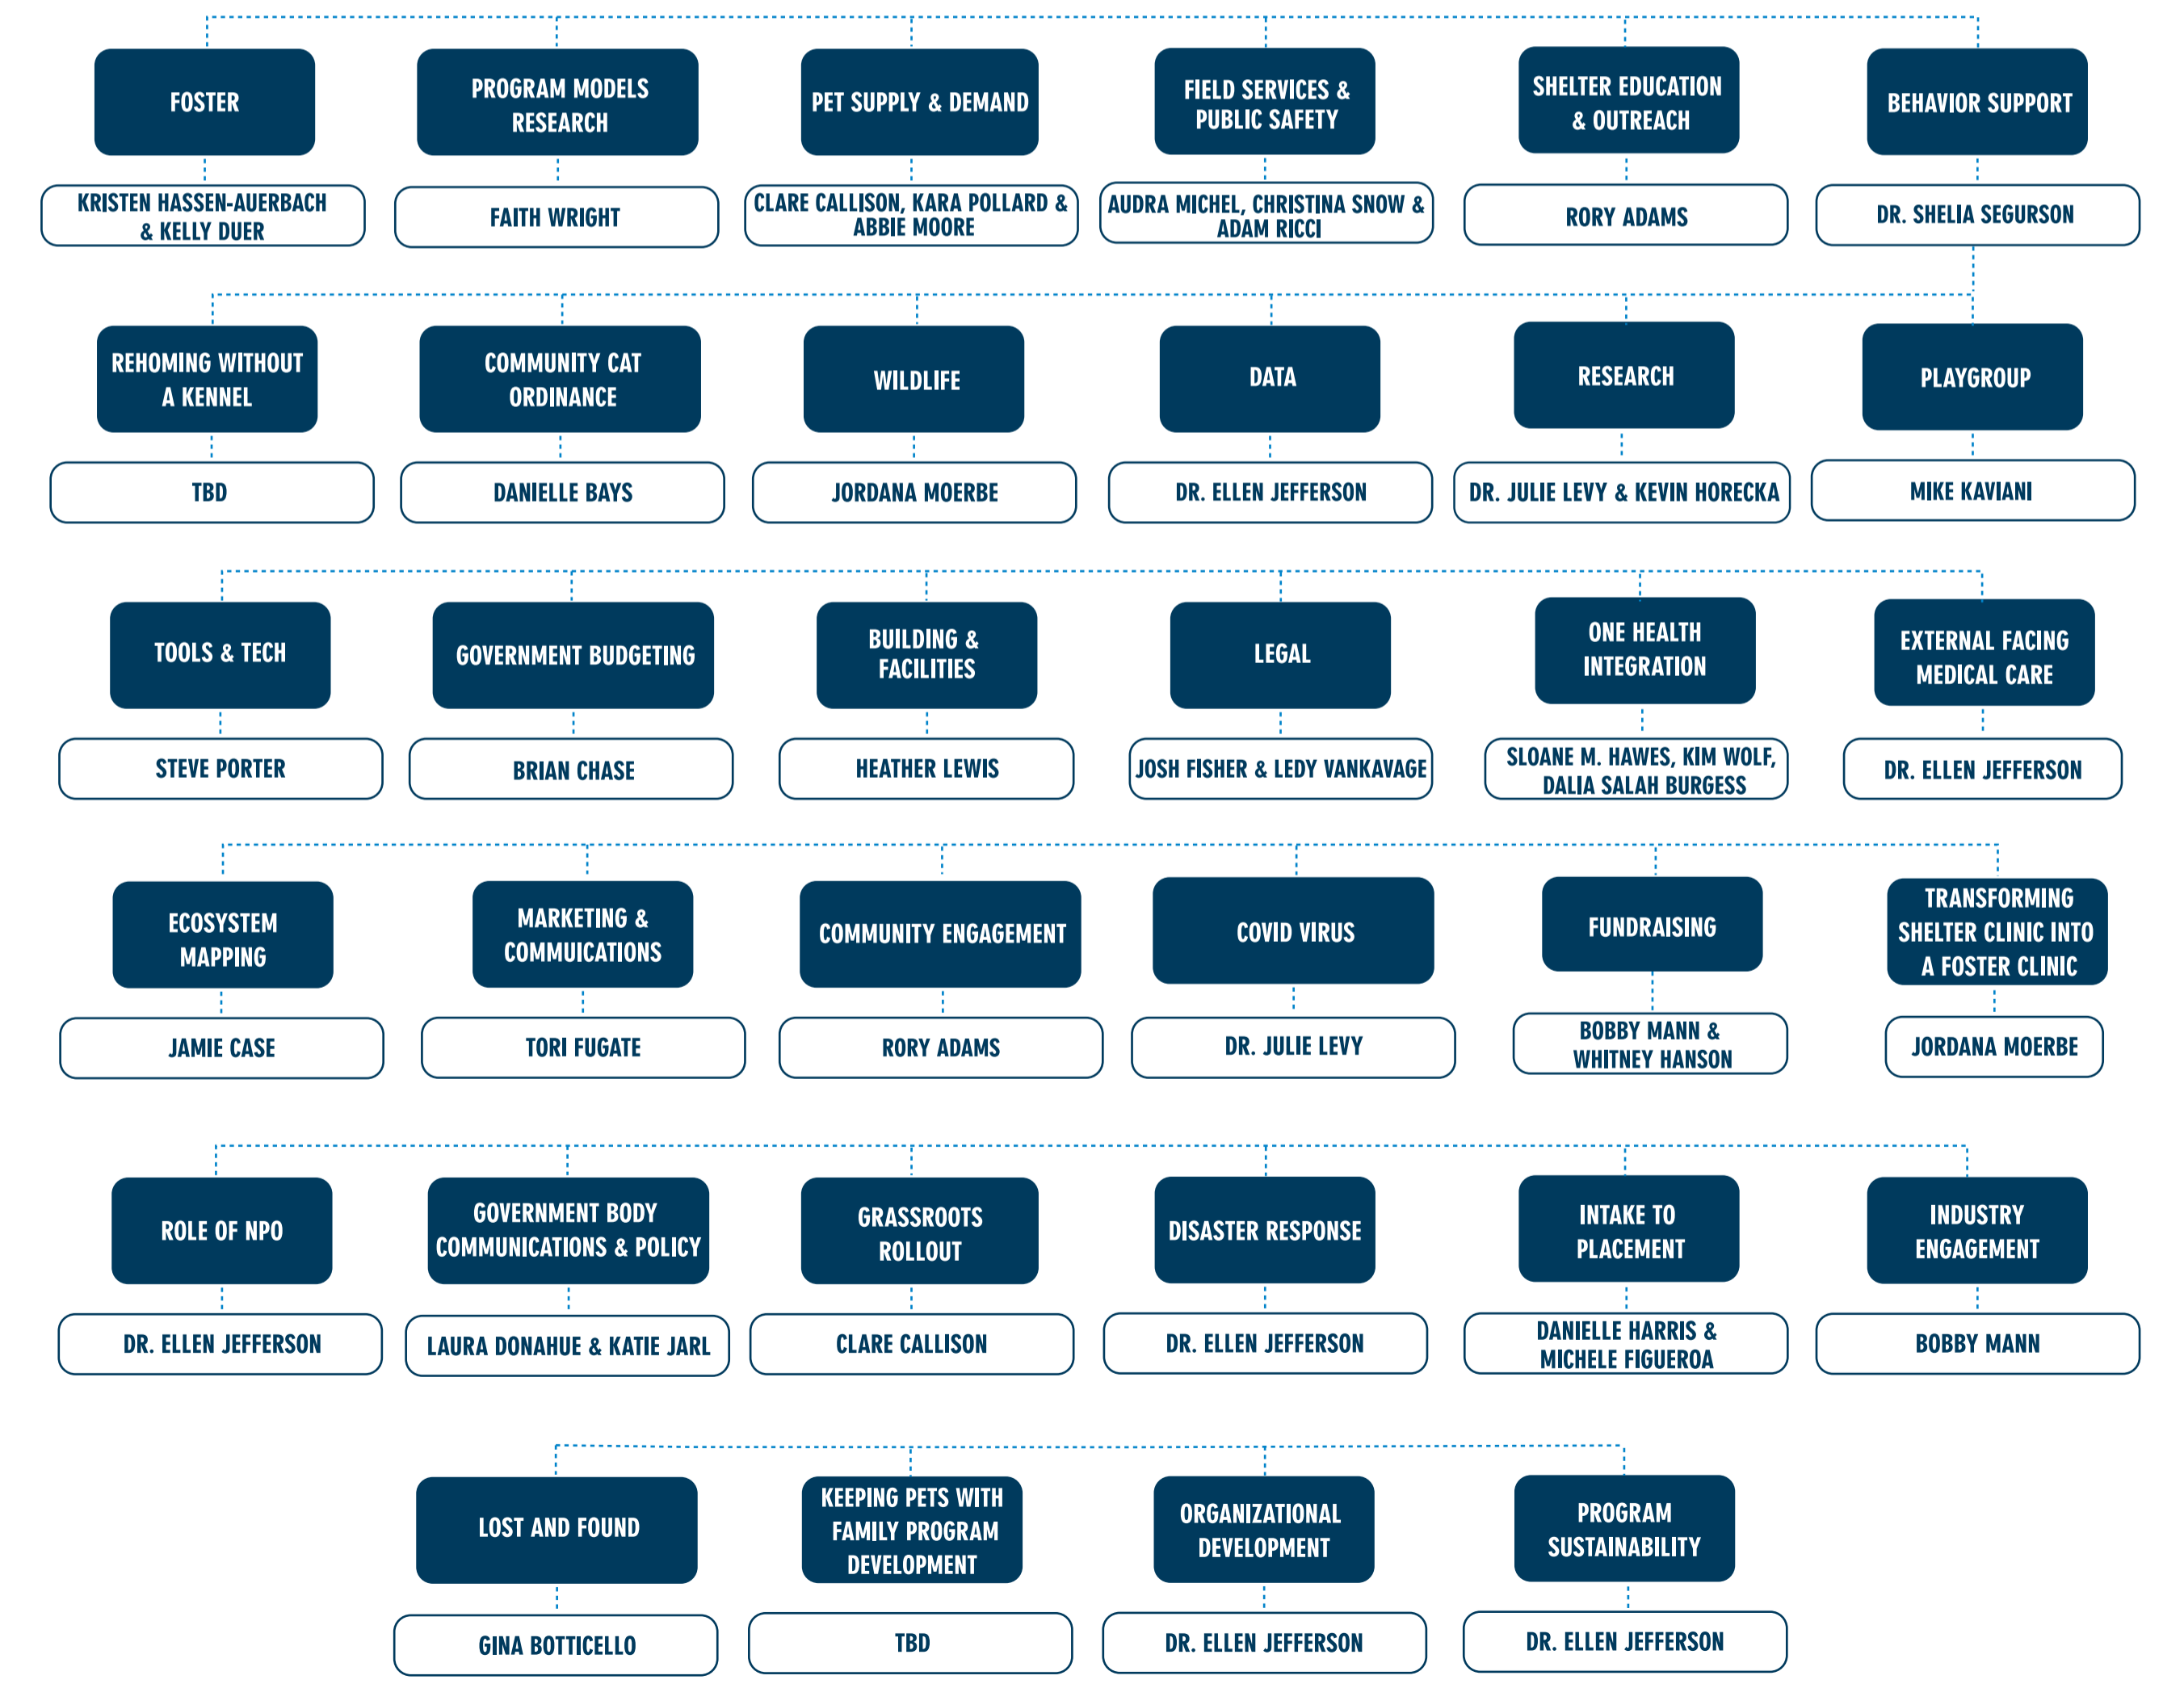 FOSTER
PROGRAM MODELS
RESEARCH
PET SUPPLY & DEMAND
FIELD SERVICES &
PUBLIC SAFETY
SHELTER EDUCATION
& OUTREACH
BEHAVIOR SUPPORT
KRISTEN HASSEN-AUERBACH
& KELLY DUER
FAITH WRIGHT
CLARE CALLISON, KARA POLLARD &
ABBIE MOORE
AUDRA MICHEL, CHRISTINA SNOW &
ADAM RICCI
RORY ADAMS
DR. SHELIA SEGURSON
REHOMING WITHOUT
A KENNEL
COMMUNITY CAT
ORDINANCE
WILDLIFE
DATA
RESEARCH
PLAYGROUP
TBD
DANIELLE BAYS
JORDANA MOERBE
DR. ELLEN JEFFERSON
DR. JULIE LEVY & KEVIN HORECKA
MIKE KAVIANI
TOOLS & TECH
GOVERNMENT BUDGETING
BUILDING &
FACILITIES
LEGAL
ONE HEALTH
INTEGRATION
EXTERNAL FACING
MEDICAL CARE
STEVE PORTER
BRIAN CHASE
HEATHER LEWIS
JOSH FISHER & LEDY VANKAVAGE
SLOANE M. HAWES, KIM WOLF,
DALIA SALAH BURGESS
DR. ELLEN JEFFERSON
ECOSYSTEM
MAPPING
MARKETING &
COMMUICATIONS
COMMUNITY ENGAGEMENT
COVID VIRUS
FUNDRAISING
TRANSFORMING
SHELTER CLINIC INTO
A FOSTER CLINIC
JAMIE CASE
TORI FUGATE
RORY ADAMS
DR. JULIE LEVY
BOBBY MANN &
WHITNEY HANSON
JORDANA MOERBE
ROLE OF NPO
GOVERNMENT BODY
COMMUNICATIONS & POLICY
GRASSROOTS
ROLLOUT
DISASTER RESPONSE
INTAKE TO
PLACEMENT
INDUSTRY
ENGAGEMENT
DR. ELLEN JEFFERSON
LAURA DONAHUE & KATIE JARL
CLARE CALLISON
DR. ELLEN JEFFERSON
DANIELLE HARRIS &
MICHELE FIGUEROA
BOBBY MANN
LOST AND FOUND
KEEPING PETS WITH
FAMILY PROGRAM
DEVELOPMENT
ORGANIZATIONAL
DEVELOPMENT
PROGRAM
SUSTAINABILITY
GINA BOTTICELLO
TBD
DR. ELLEN JEFFERSON
DR. ELLEN JEFFERSON